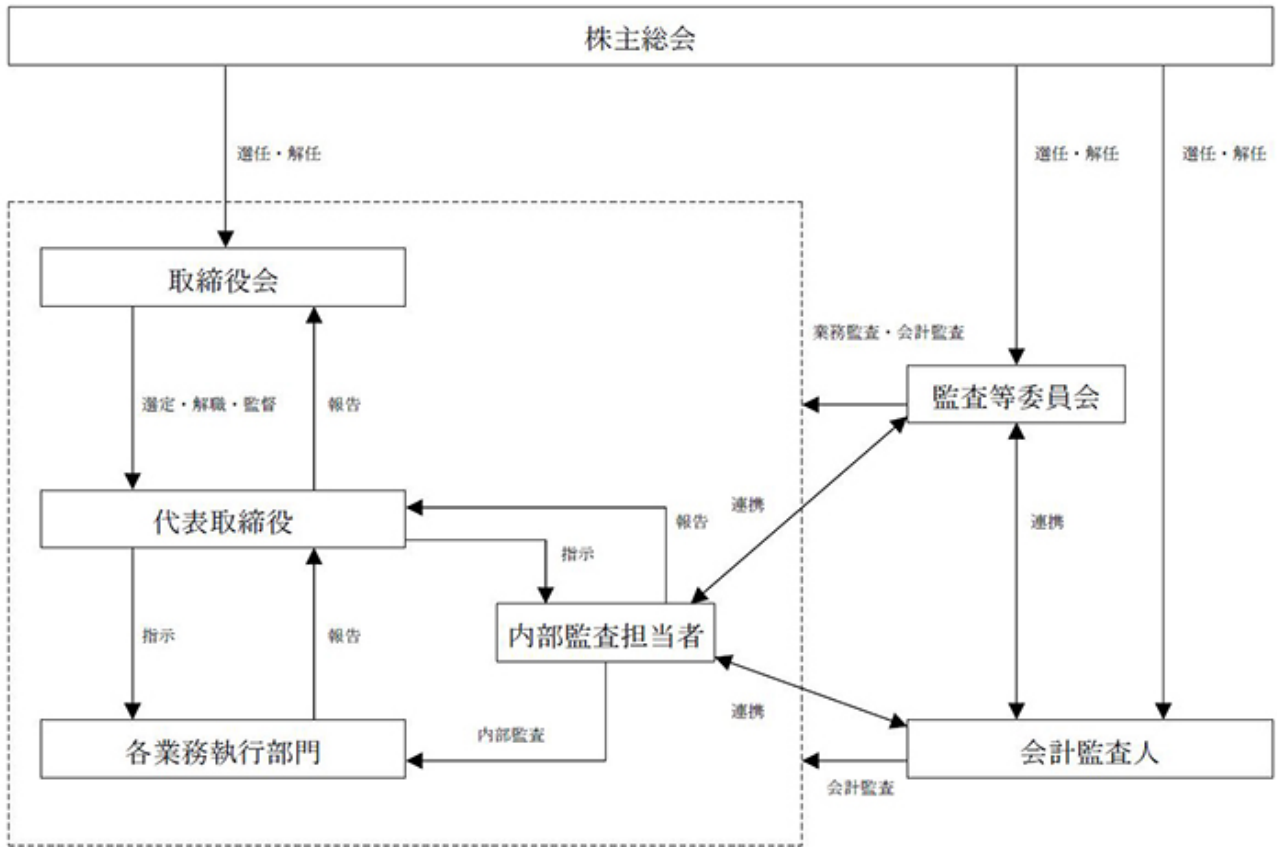 株主総会
選任・解任
選任・解任
選任・解任
取締役会
業務監査・会計監査
監査等委員会
選定・解職・監督
報告
代表取締役
報告
連携
連携
指示
内部監査担当者
指示
報告
連携
内部監査
各業務執行部門
会計監査人
会計監査